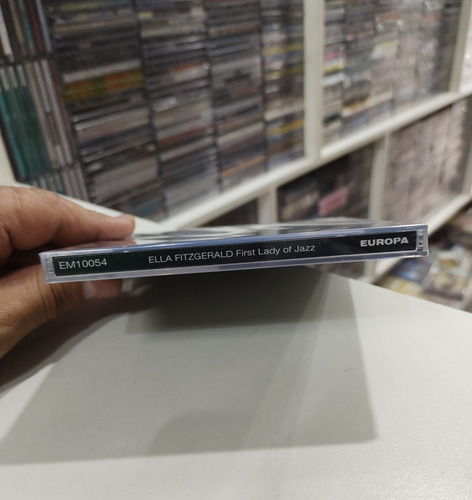 EM10054 ELLA FITZGERALD First Lady of Jazz EUROPA